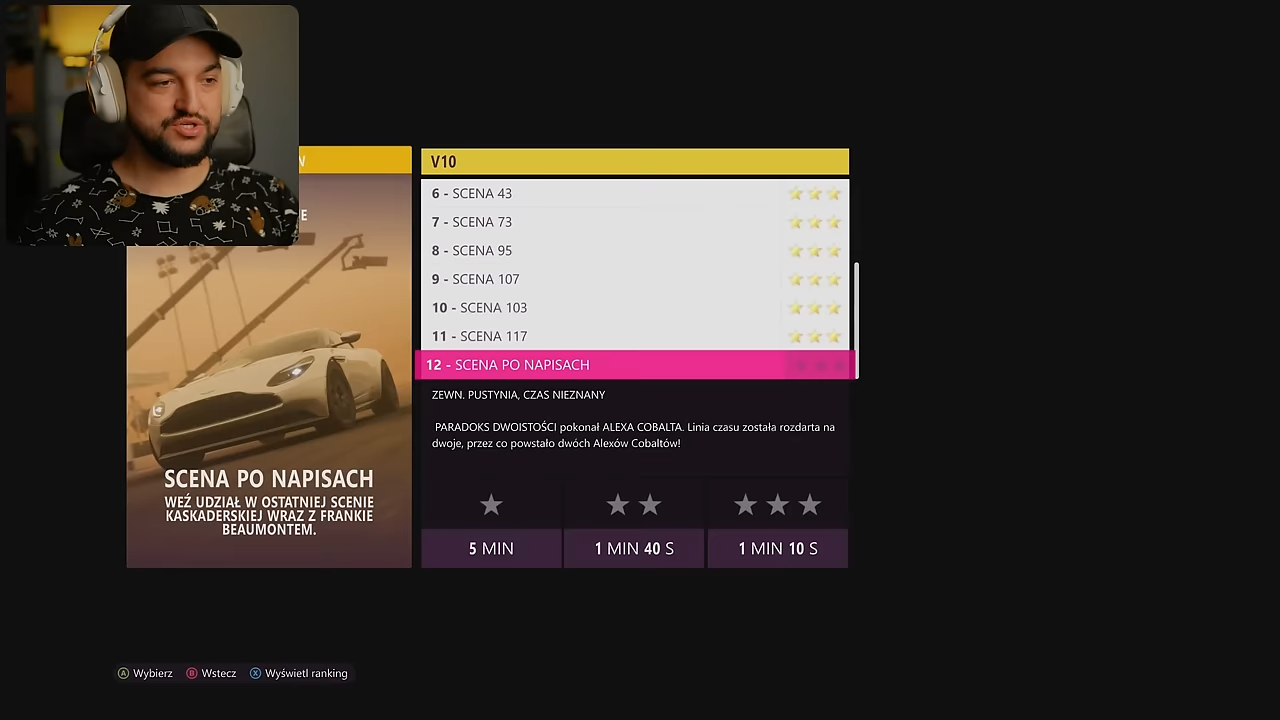 V10
6 - SCENA 43
7 - SCENA 73
8 - SCENA 95
9 - SCENA 107
10 - SCENA 103
11 - SCENA 117
12 - SCENA PO NAPISACH
ZEWN. PUSTYNIA, CZAS NIEZNANY
PARADOKS DWOISTOŚCI pokonał ALEXA COBALTA. Linia czasu została rozdarta na
dwoje, przez co powstało dwóch Alexów Cobaltów!
SCENA PO NAPISACH
WEŹ UDZIAŁ W OSTATNIEJ SCENIE
KASKADERSKIEJ WRAZ Z FRANKIE
BEAUMONTEM.
5 MIN
1 MIN 40 S
1 MIN 10 S
A Wybierz
B Wstecz
X Wyświetl ranking